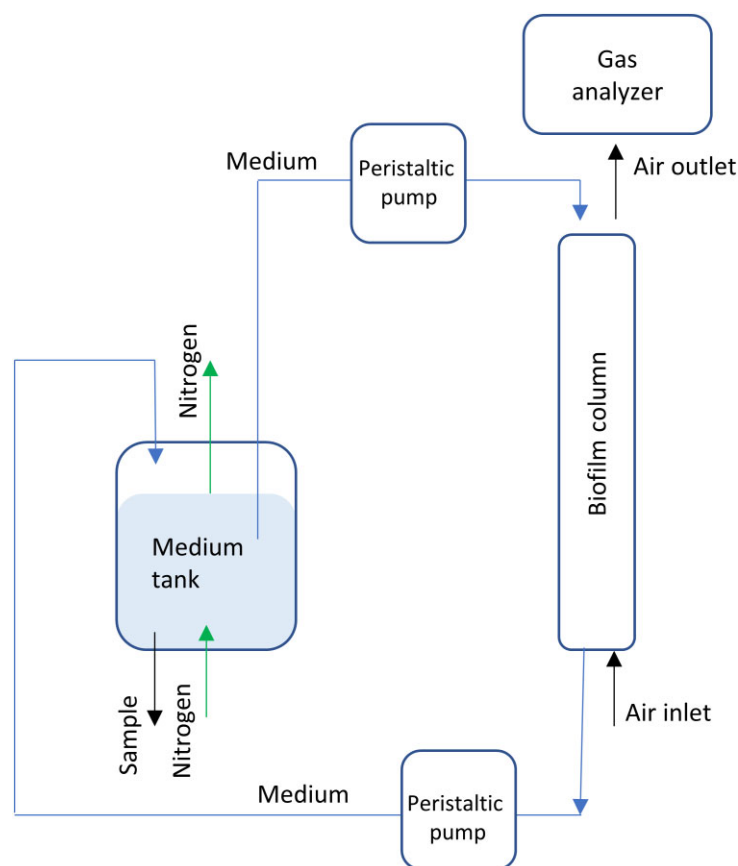 Gas
analyzer
Medium
Peristaltic
pump
Air outlet
Nitrogen
Biofilm column
Medium
tank
Sample
Nitrogen
Air inlet
Medium
Peristaltic
pump